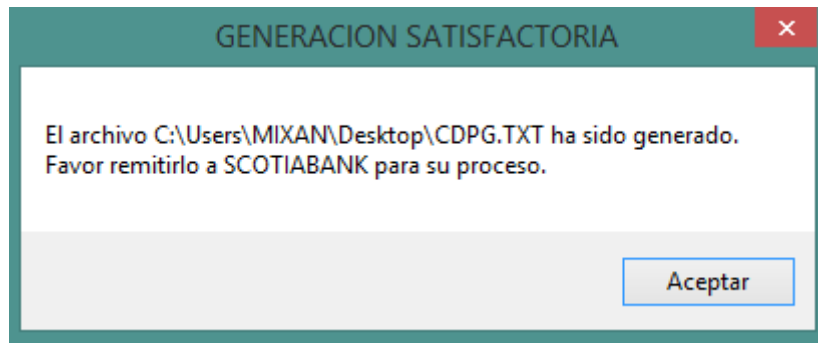 GENERACION SATISFACTORIA
El archivo C:\Users\MIXAN\Desktop\CDPG.TXT ha sido generado.
Favor remitirlo a SCOTIABANK para su proceso.
Aceptar